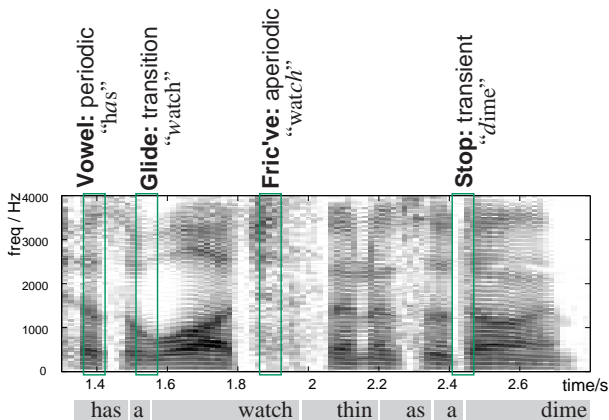 Vowel: periodic
“has”
Glide: transition
“watch”
Fric've: aperiodic
“watch”
Stop: transient
“dime”
freq / Hz
4000
3000
2000
1000
0
1.4 1.6 1.8 2 2.2 2.4 2.6 time/s
has a watch thin as a dime